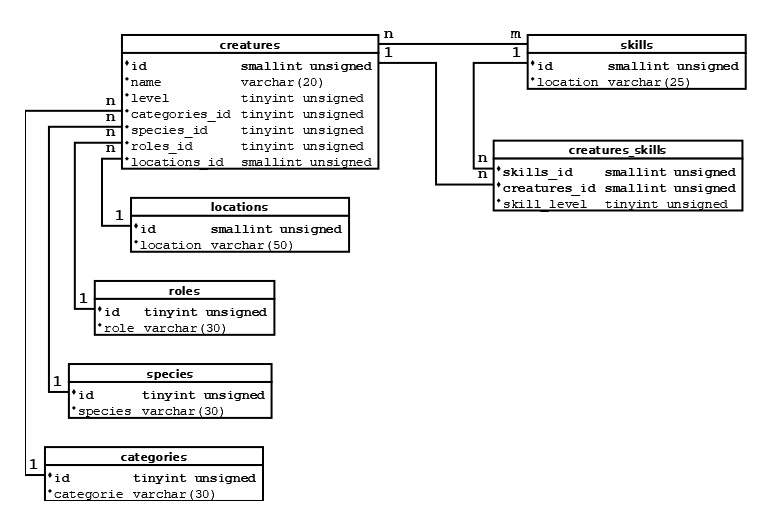 creatures
id smallint unsigned
name varchar(20)
level tinyint unsigned
categories_id tinyint unsigned
species_id tinyint unsigned
roles_id tinyint unsigned
locations_id smallint unsigned
n m
1 1
skills
id smallint unsigned
location varchar(25)
n
n
creatures_skills
skills_id smallint unsigned
creatures_id smallint unsigned
skill_level tinyint unsigned
n
n
n
n
1
locations
id smallint unsigned
location varchar(50)
1
roles
id tinyint unsigned
role varchar(30)
1
species
id tinyint unsigned
species varchar(30)
1
categories
id tinyint unsigned
categorie varchar(30)